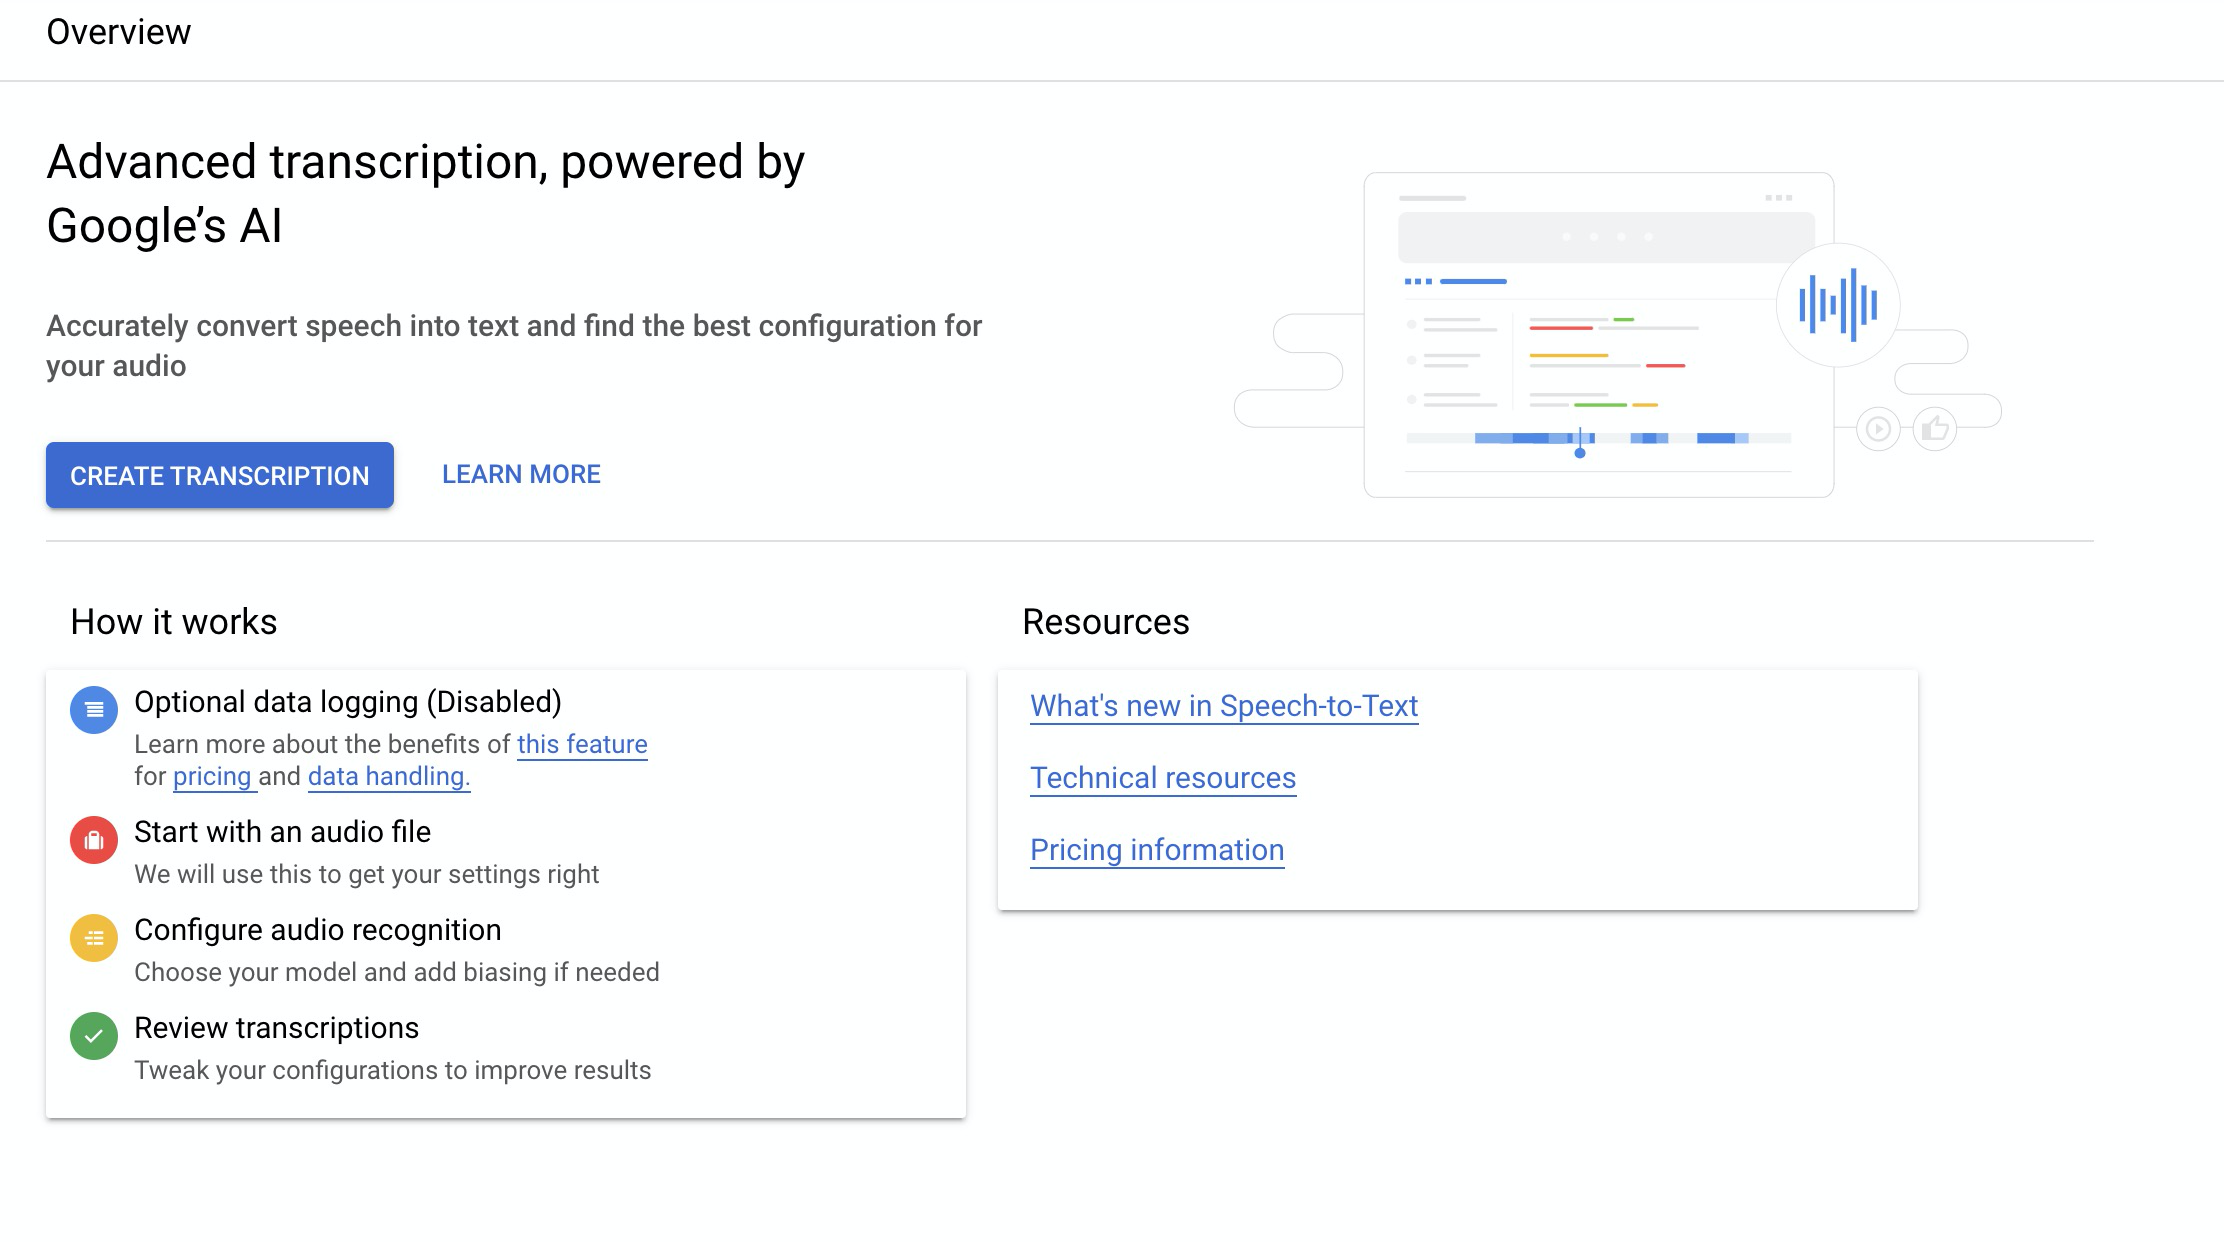 Overview
Advanced transcription, powered by
Google’s AI
Accurately convert speech into text and find the best configuration for
your audio
CREATE TRANSCRIPTION
LEARN MORE
How it works
Optional data logging (Disabled)
Learn more about the benefits of this feature
for pricing and data handling.
Start with an audio file
We will use this to get your settings right
Configure audio recognition
Choose your model and add biasing if needed
Review transcriptions
Tweak your configurations to improve results
Resources
What's new in Speech-to-Text
Technical resources
Pricing information